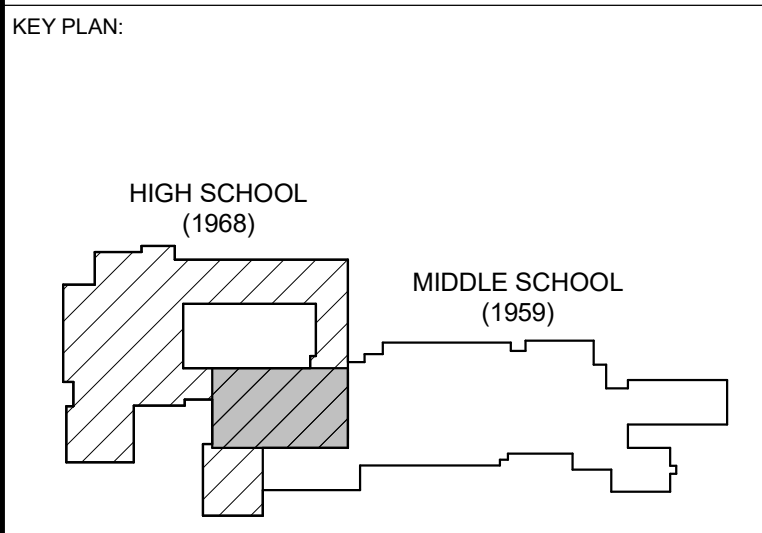 KEY PLAN:
HIGH SCHOOL
(1968)
MIDDLE SCHOOL
(1959)